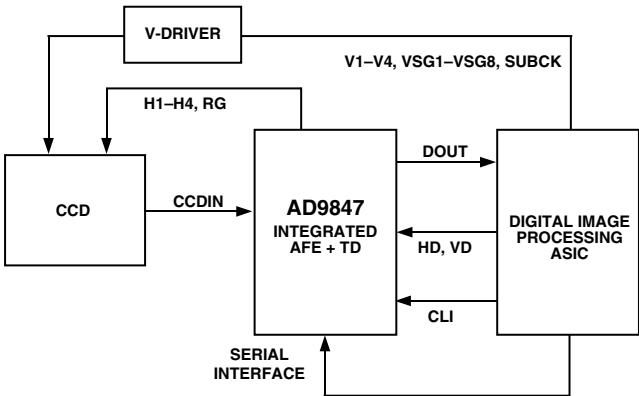 V-DRIVER
V1–V4, VSG1–VSG8, SUBCK
H1–H4, RG
CCD
CCDIN
AD9847
INTEGRATED
AFE + TD
DOUT
HD, VD
CLI
DIGITAL IMAGE
PROCESSING
ASIC
SERIAL
INTERFACE